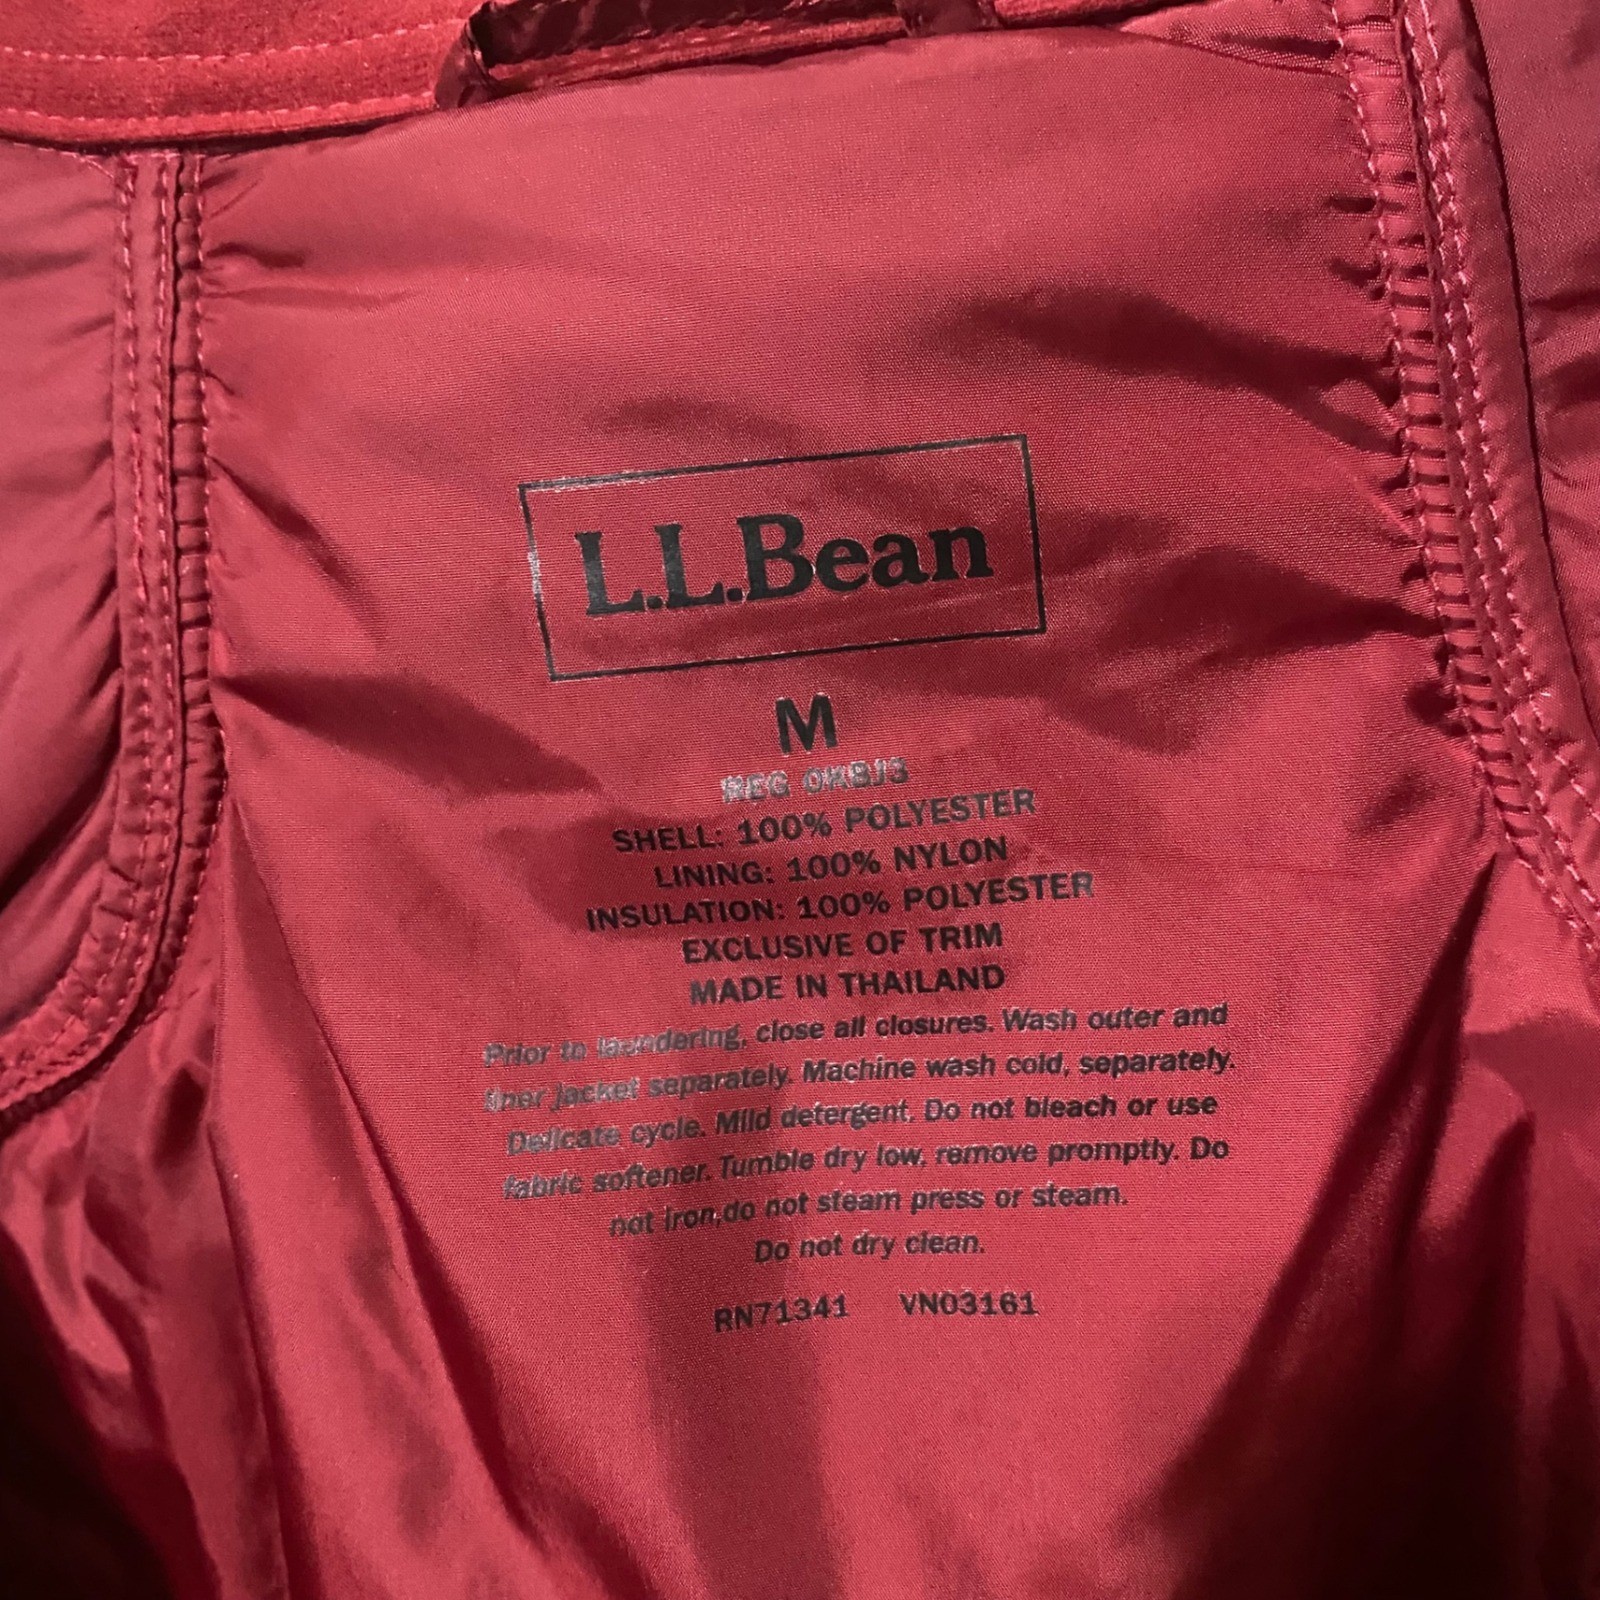 L.L.Bean
M
REG 0KBJ3
SHELL: 100% POLYESTER
LINING: 100% NYLON
INSULATION: 100% POLYESTER
EXCLUSIVE OF TRIM
MADE IN THAILAND
Prior to laundering, close all closures. Wash outer and
liner jacket separately. Machine wash cold, separately.
Delicate cycle. Mild detergent. Do not bleach or use
fabric softener. Tumble dry low, remove promptly. Do
not iron,do not steam press or steam.
Do not dry clean.
RN71341 VN03161